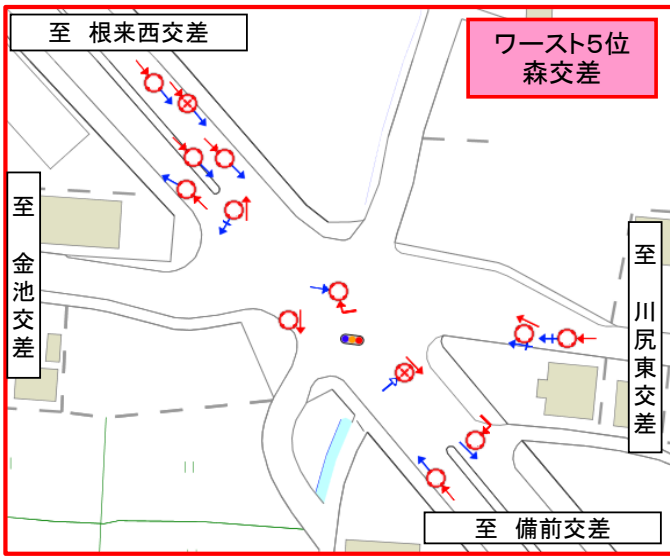 至 根来西交差
ワースト5位
森交差
至 金池交差
至 川尻東交差
至 備前交差